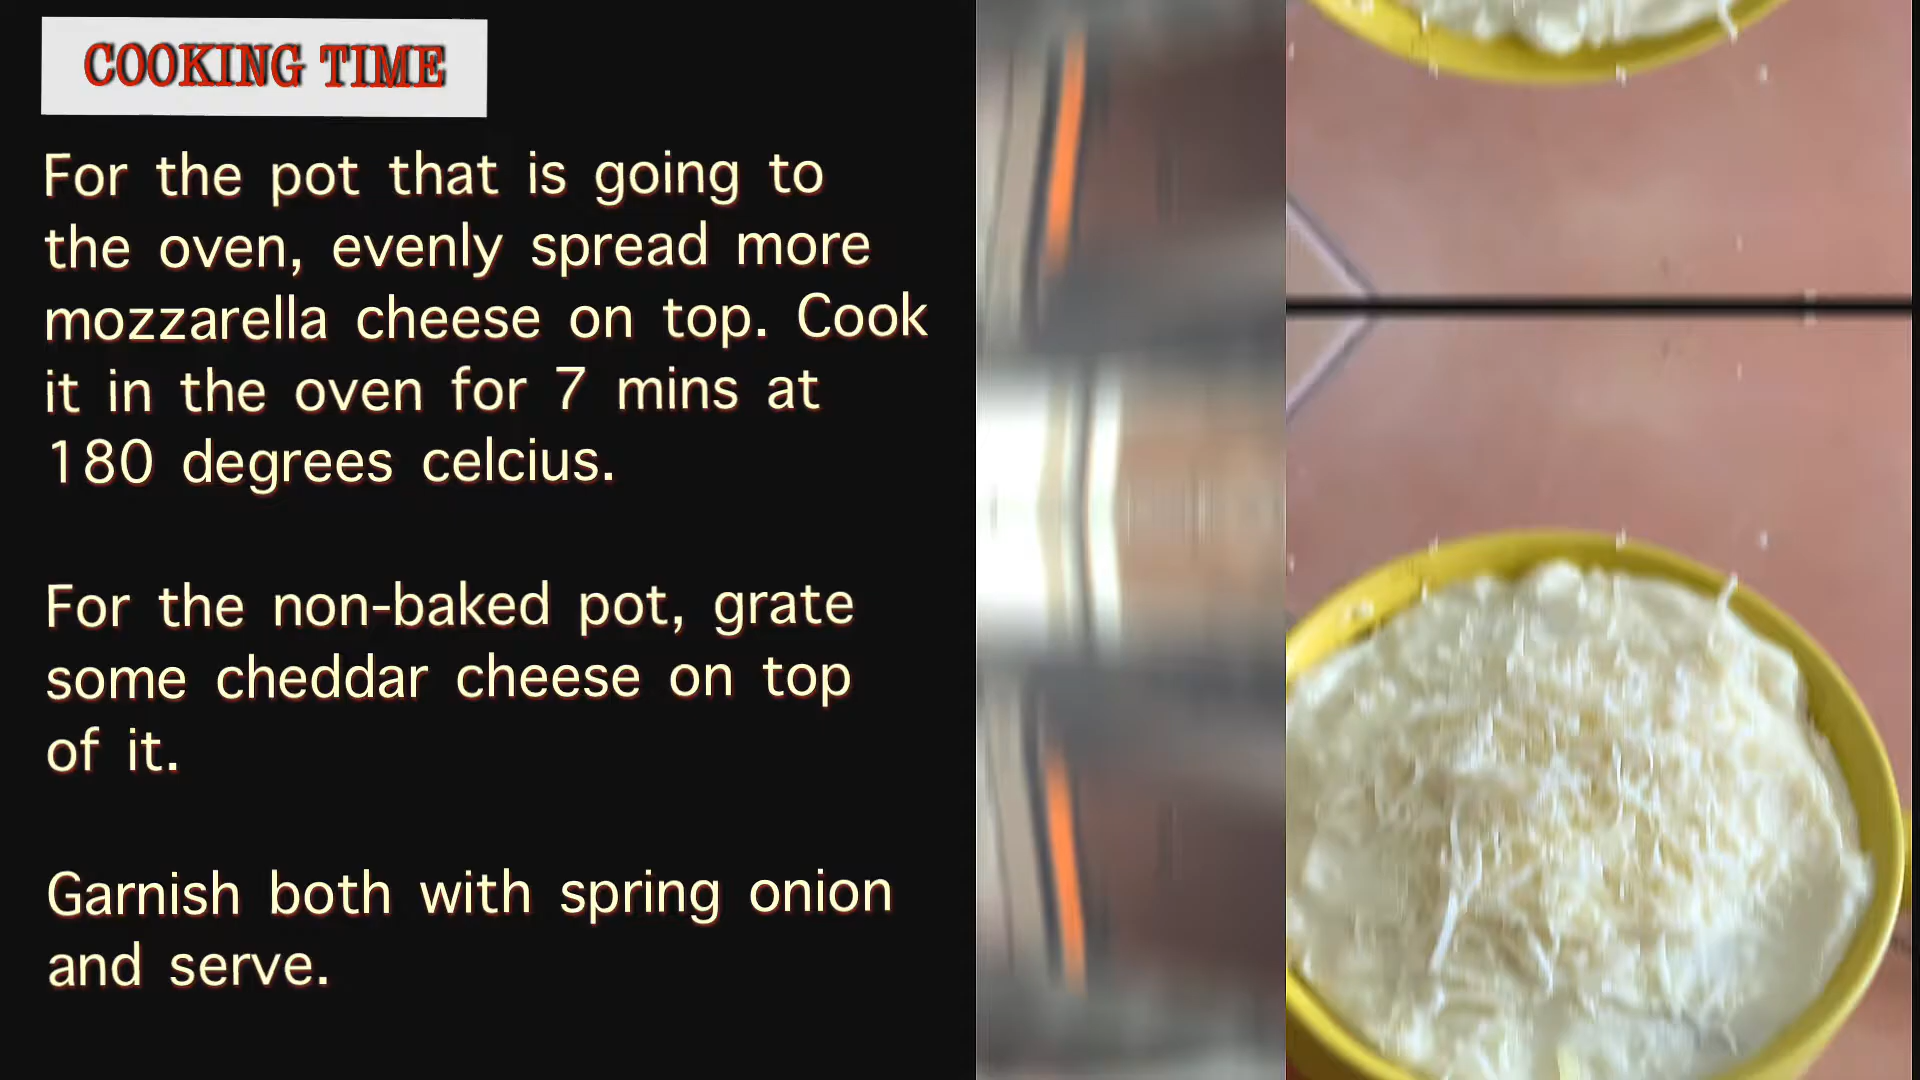 COOKING TIME
For the pot that is going to
the oven, evenly spread more
mozzarella cheese on top. Cook
it in the oven for 7 mins at
180 degrees celcius.
For the non-baked pot, grate
some cheddar cheese on top
of it.
Garnish both with spring onion
and serve.